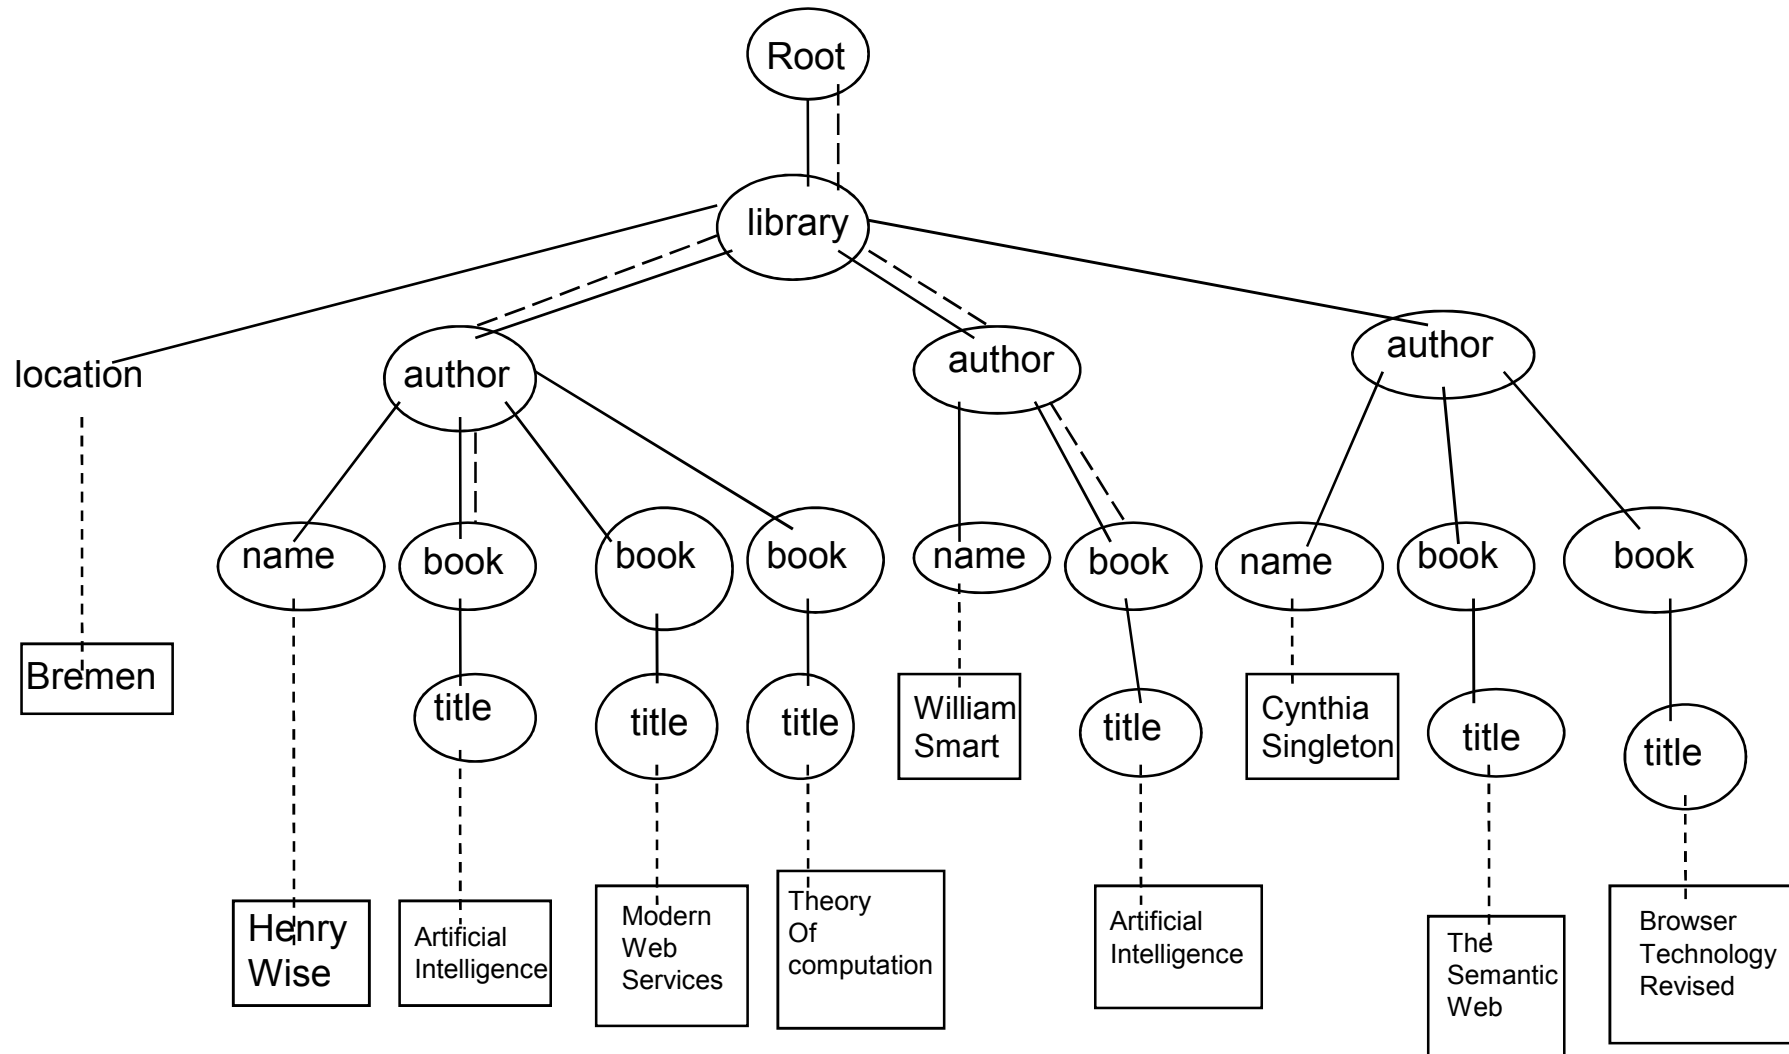 Root
library
location
author
author
author
name
book
book
book
name
book
name
book
book
Bremen
title
title
title
William
Smart
title
Cynthia
Singleton
title
title
Henry
Wise
Artificial
Intelligence
Modern
Web
Services
Theory
Of
computation
Artificial
Intelligence
The
Semantic
Web
Browser
Technology
Revised